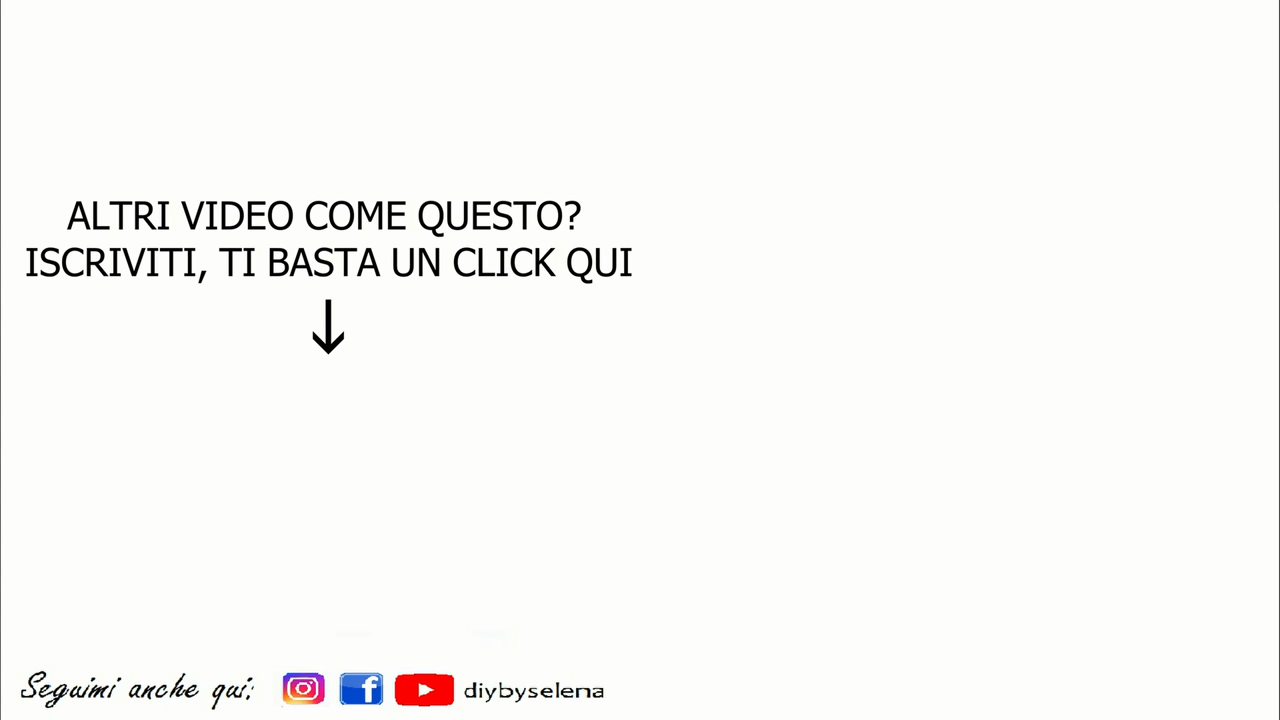 ALTRI VIDEO COME QUESTO?
ISCRIVITI, TI BASTA UN CLICK QUI
Seguimi anche qui: diybyselena